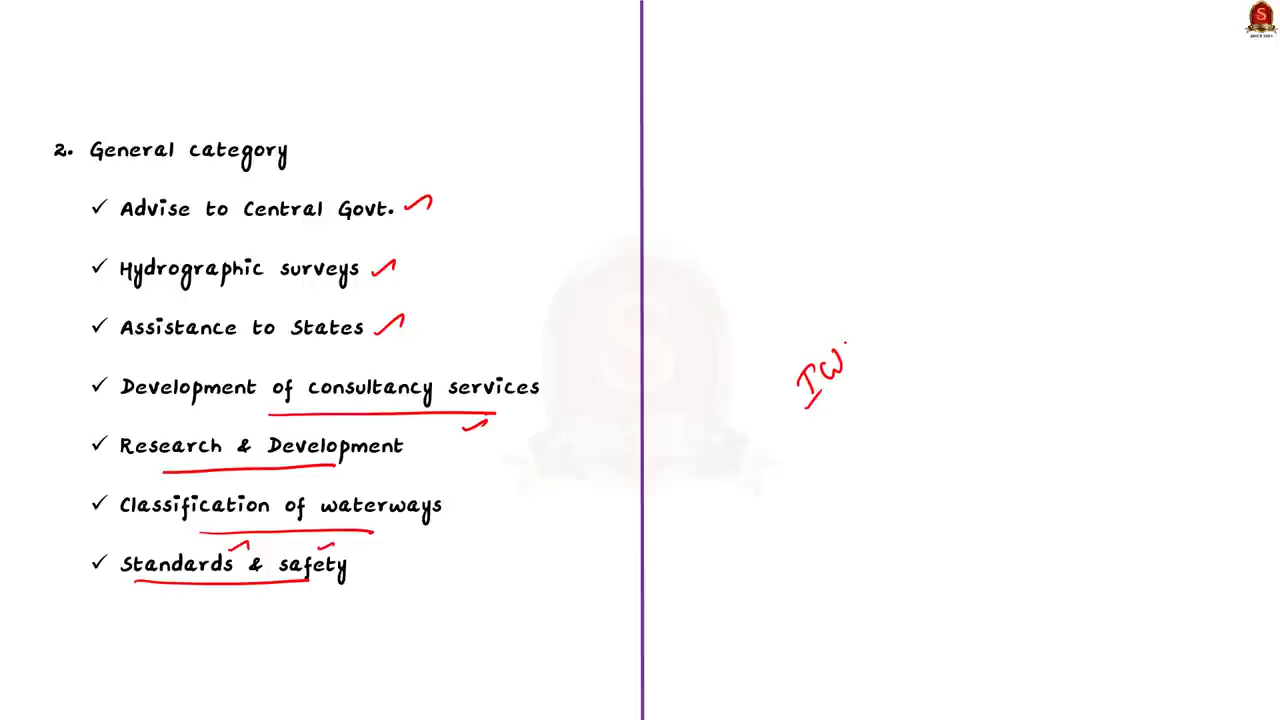 2. General category
✓ Advise to Central Govt.
✓ Hydrographic surveys
✓ Assistance to States
✓ Development of consultancy services
✓ Research & Development
✓ Classification of waterways
✓ Standards & safety
IW
S